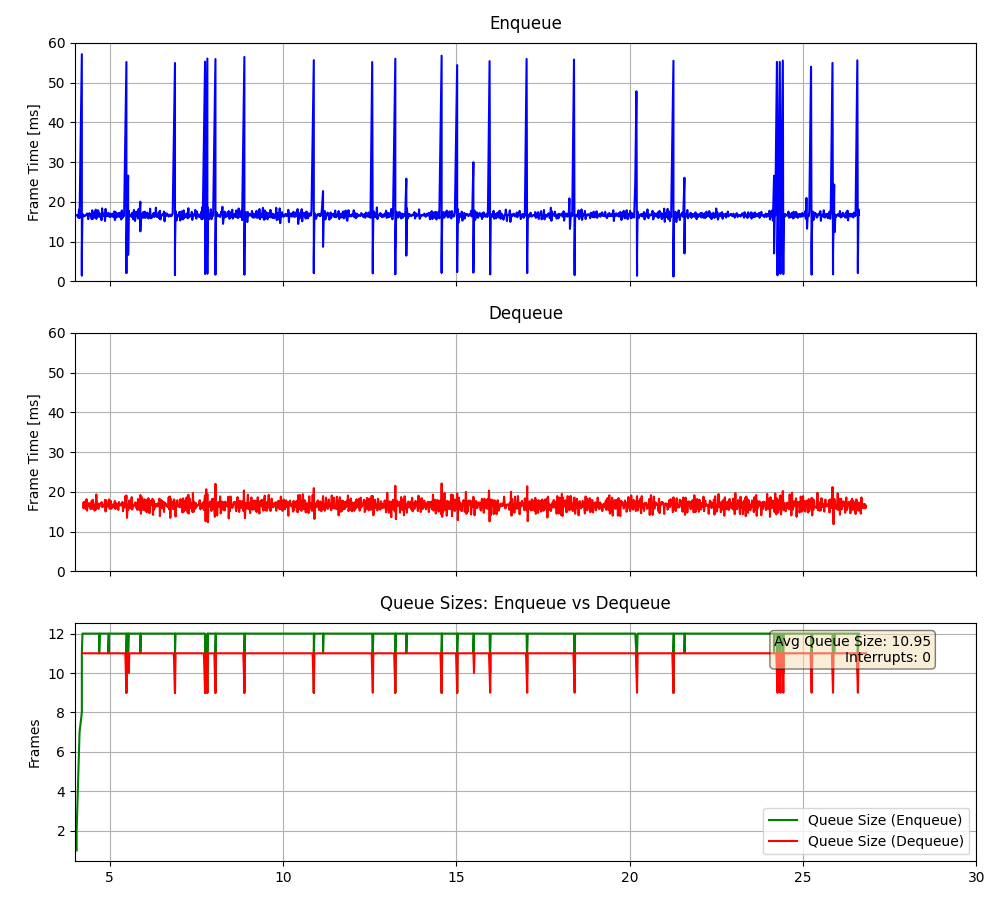 Enqueue
60
50
40
30
20
10
0
Frame Time [ms]
Dequeue
60
50
40
30
20
10
0
Frame Time [ms]
Queue Sizes: Enqueue vs Dequeue
12
10
8
6
4
2
Frames
Avg Queue Size: 10.95
Interrupts: 0
Queue Size (Enqueue)
Queue Size (Dequeue)
5 10 15 20 25 30